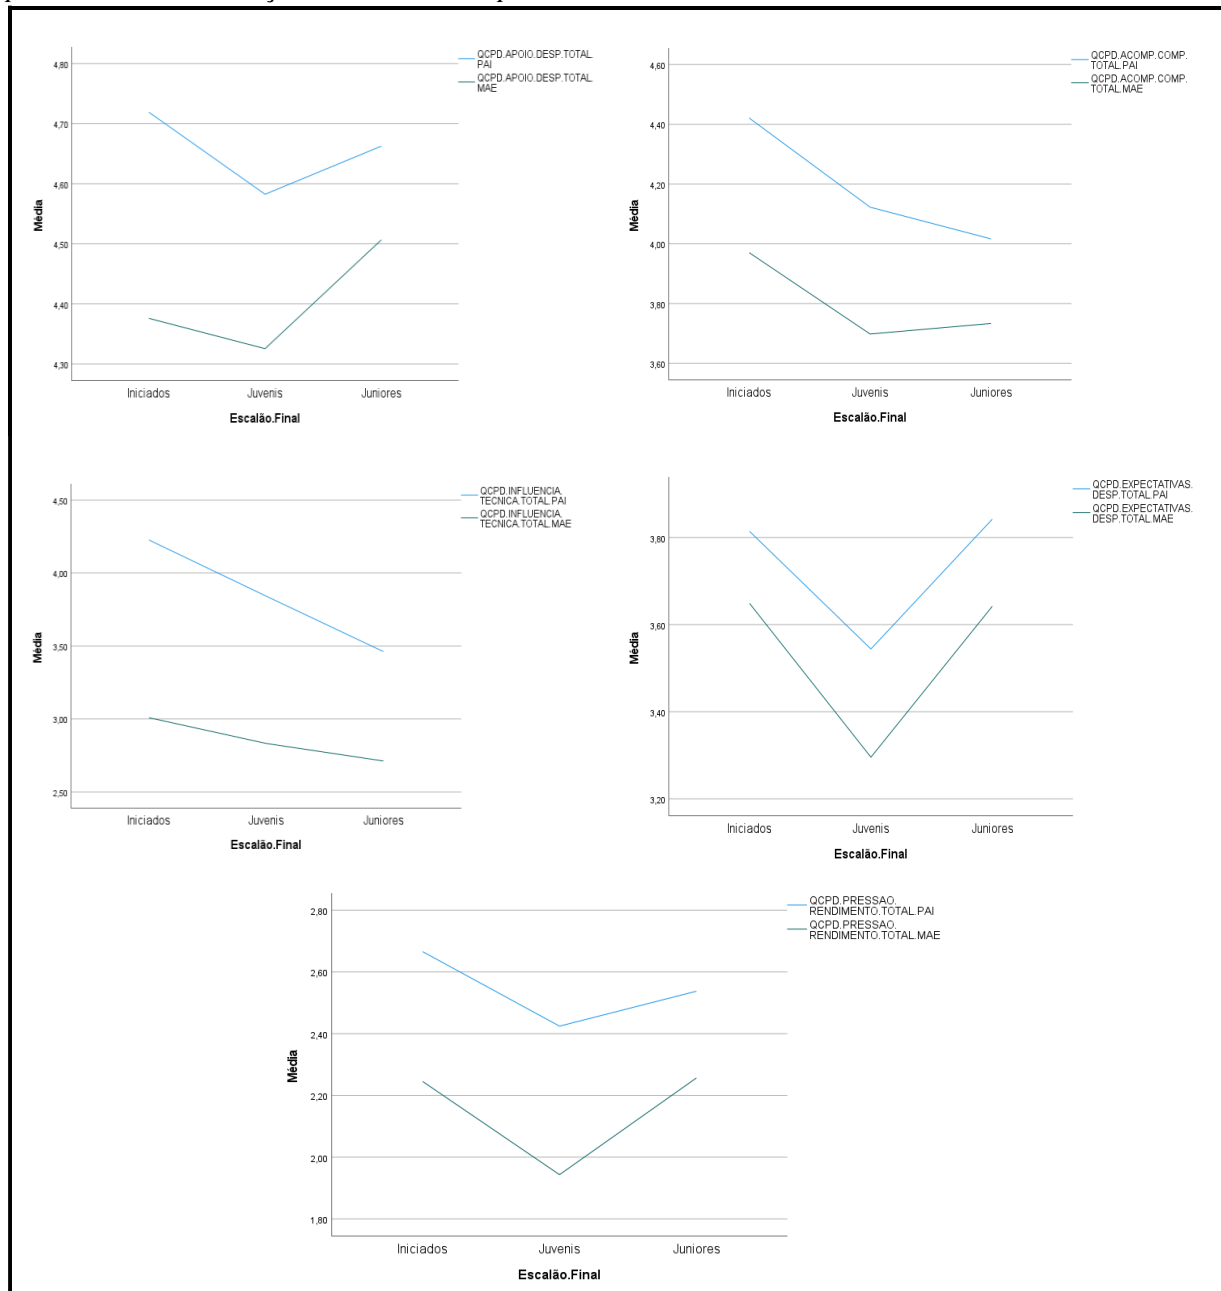 4,80
4,70
4,60
4,50
4,40
4,30
Média
Iniciados
Juvenis
Juniores
Escalão.Final
QCPD.APOIO.DESP.TOTAL.
PAI
QCPD.APOIO.DESP.TOTAL.
MAE
4,60
4,40
4,20
4,00
3,80
3,60
Média
Iniciados
Juvenis
Juniores
Escalão.Final
QCPD.ACOMP.COMP.
TOTAL.PAI
QCPD.ACOMP.COMP.
TOTAL.MAE
4,50
4,00
3,50
3,00
2,50
Média
Iniciados
Juvenis
Juniores
Escalão.Final
QCPD.INFLUENCIA.
TECNICA.TOTAL.PAI
QCPD.INFLUENCIA.
TECNICA.TOTAL.MAE
3,80
3,60
3,40
3,20
Média
Iniciados
Juvenis
Juniores
Escalão.Final
QCPD.EXPECTATIVAS.
DESP.TOTAL.PAI
QCPD.EXPECTATIVAS.
DESP.TOTAL.MAE
2,80
2,60
2,40
2,20
2,00
1,80
Média
Iniciados
Juvenis
Juniores
Escalão.Final
QCPD.PRESSAO.
RENDIMENTO.TOTAL.PAI
QCPD.PRESSAO.
RENDIMENTO.TOTAL.MAE